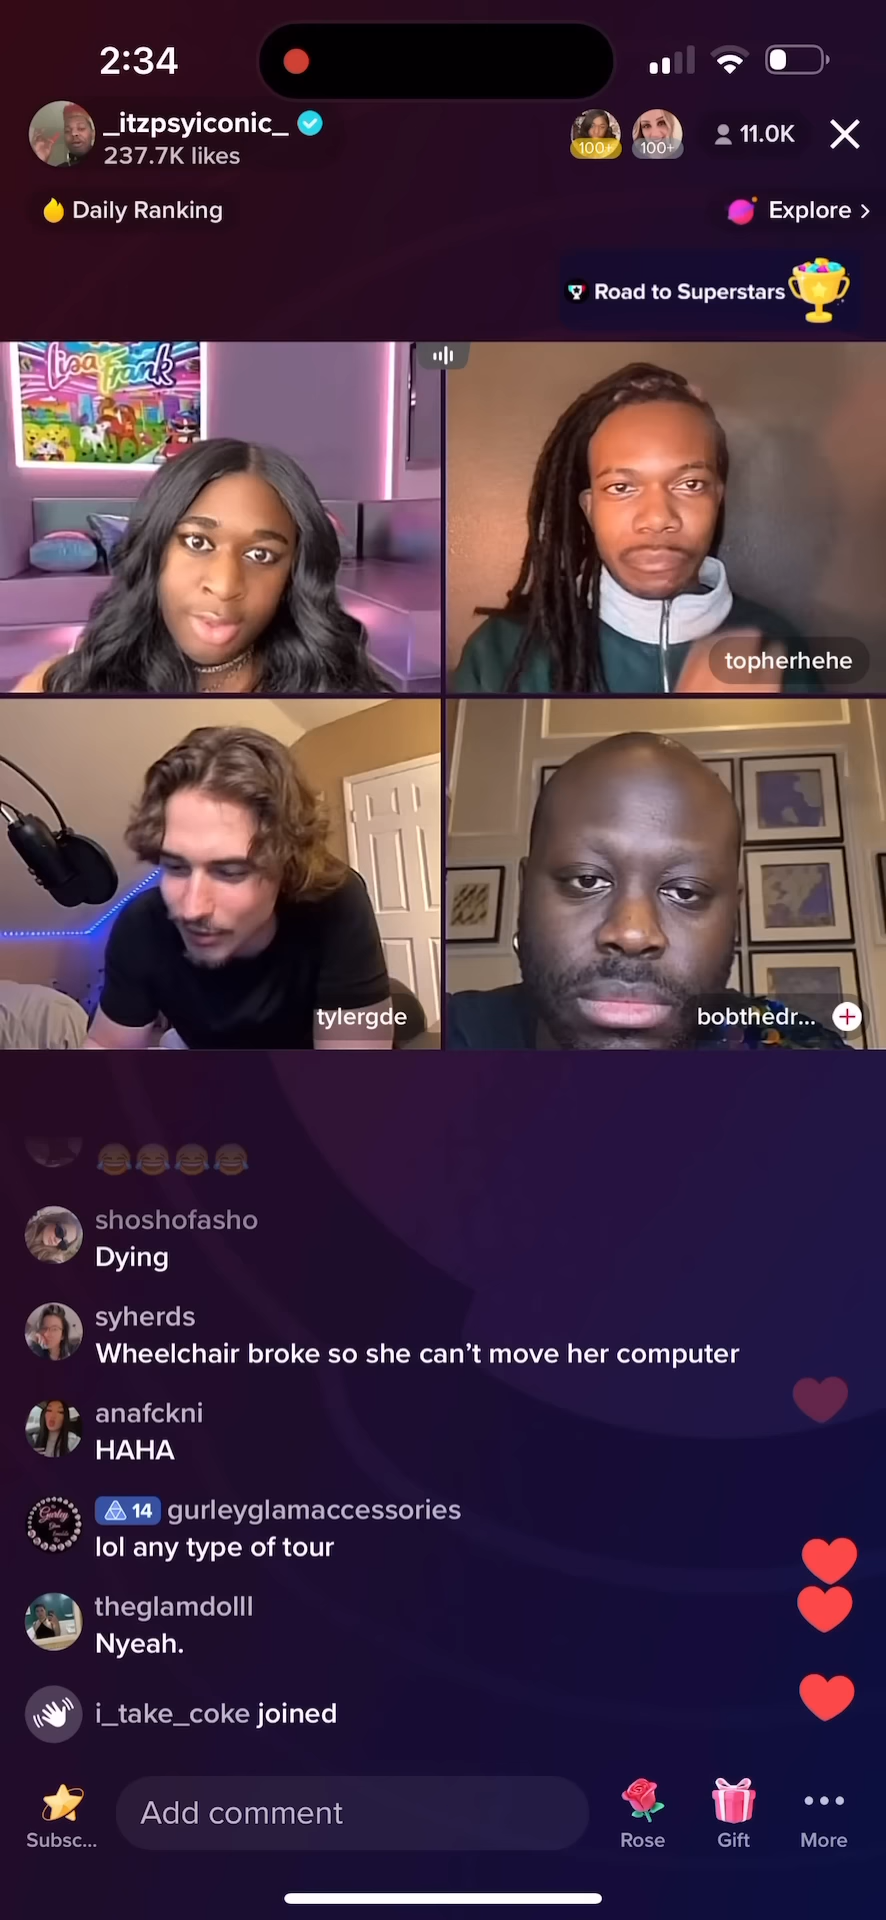 2:34
_itzpsyiconic_
237.7K likes
100+
100+
11.0K
Daily Ranking
Explore >
Road to Superstars
Lisa Frank
topherhehe
tylergde
bobthedr...
😂😂😂😂
shoshofasho
Dying
syherds
Wheelchair broke so she can’t move her computer
anafckni
HAHA
14 gurleyglamaccessories
lol any type of tour
theglamdolll
Nyeah.
i_take_coke joined
Add comment
Subsc...
Rose
Gift
More